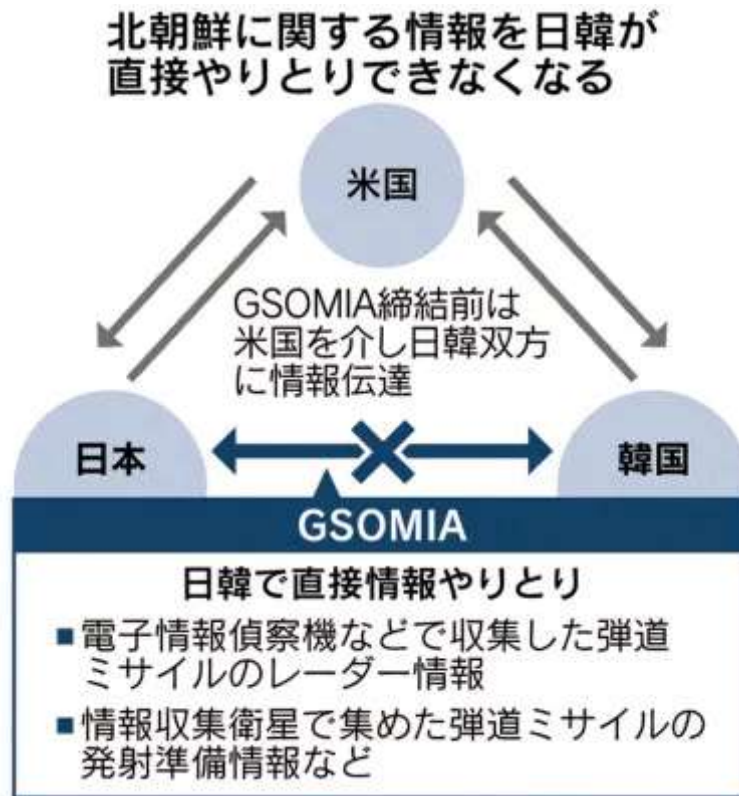 北朝鮮に関する情報を日韓が
直接やりとりできなくなる
米国
GSOMIA締結前は
米国を介し日韓双方
に情報伝達
日本
韓国
GSOMIA
日韓で直接情報やりとり
■電子情報偵察機などで収集した弾道
ミサイルのレーダー情報
■情報収集衛星で集めた弾道ミサイルの
発射準備情報など